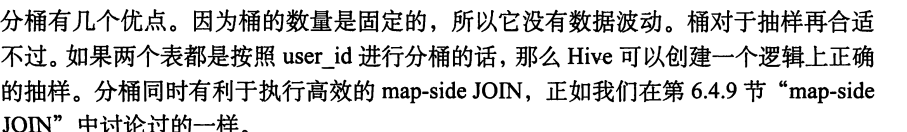 分桶有几个优点。因为桶的数量是固定的，所以它没有数据波动。桶对于抽样再合适
不过。如果两个表都是按照 user_id 进行分桶的话，那么 Hive 可以创建一个逻辑上正确
的抽样。分桶同时有利于执行高效的 map-side JOIN，正如我们在第 6.4.9 节“map-side
JOIN”中讨论过的一样。